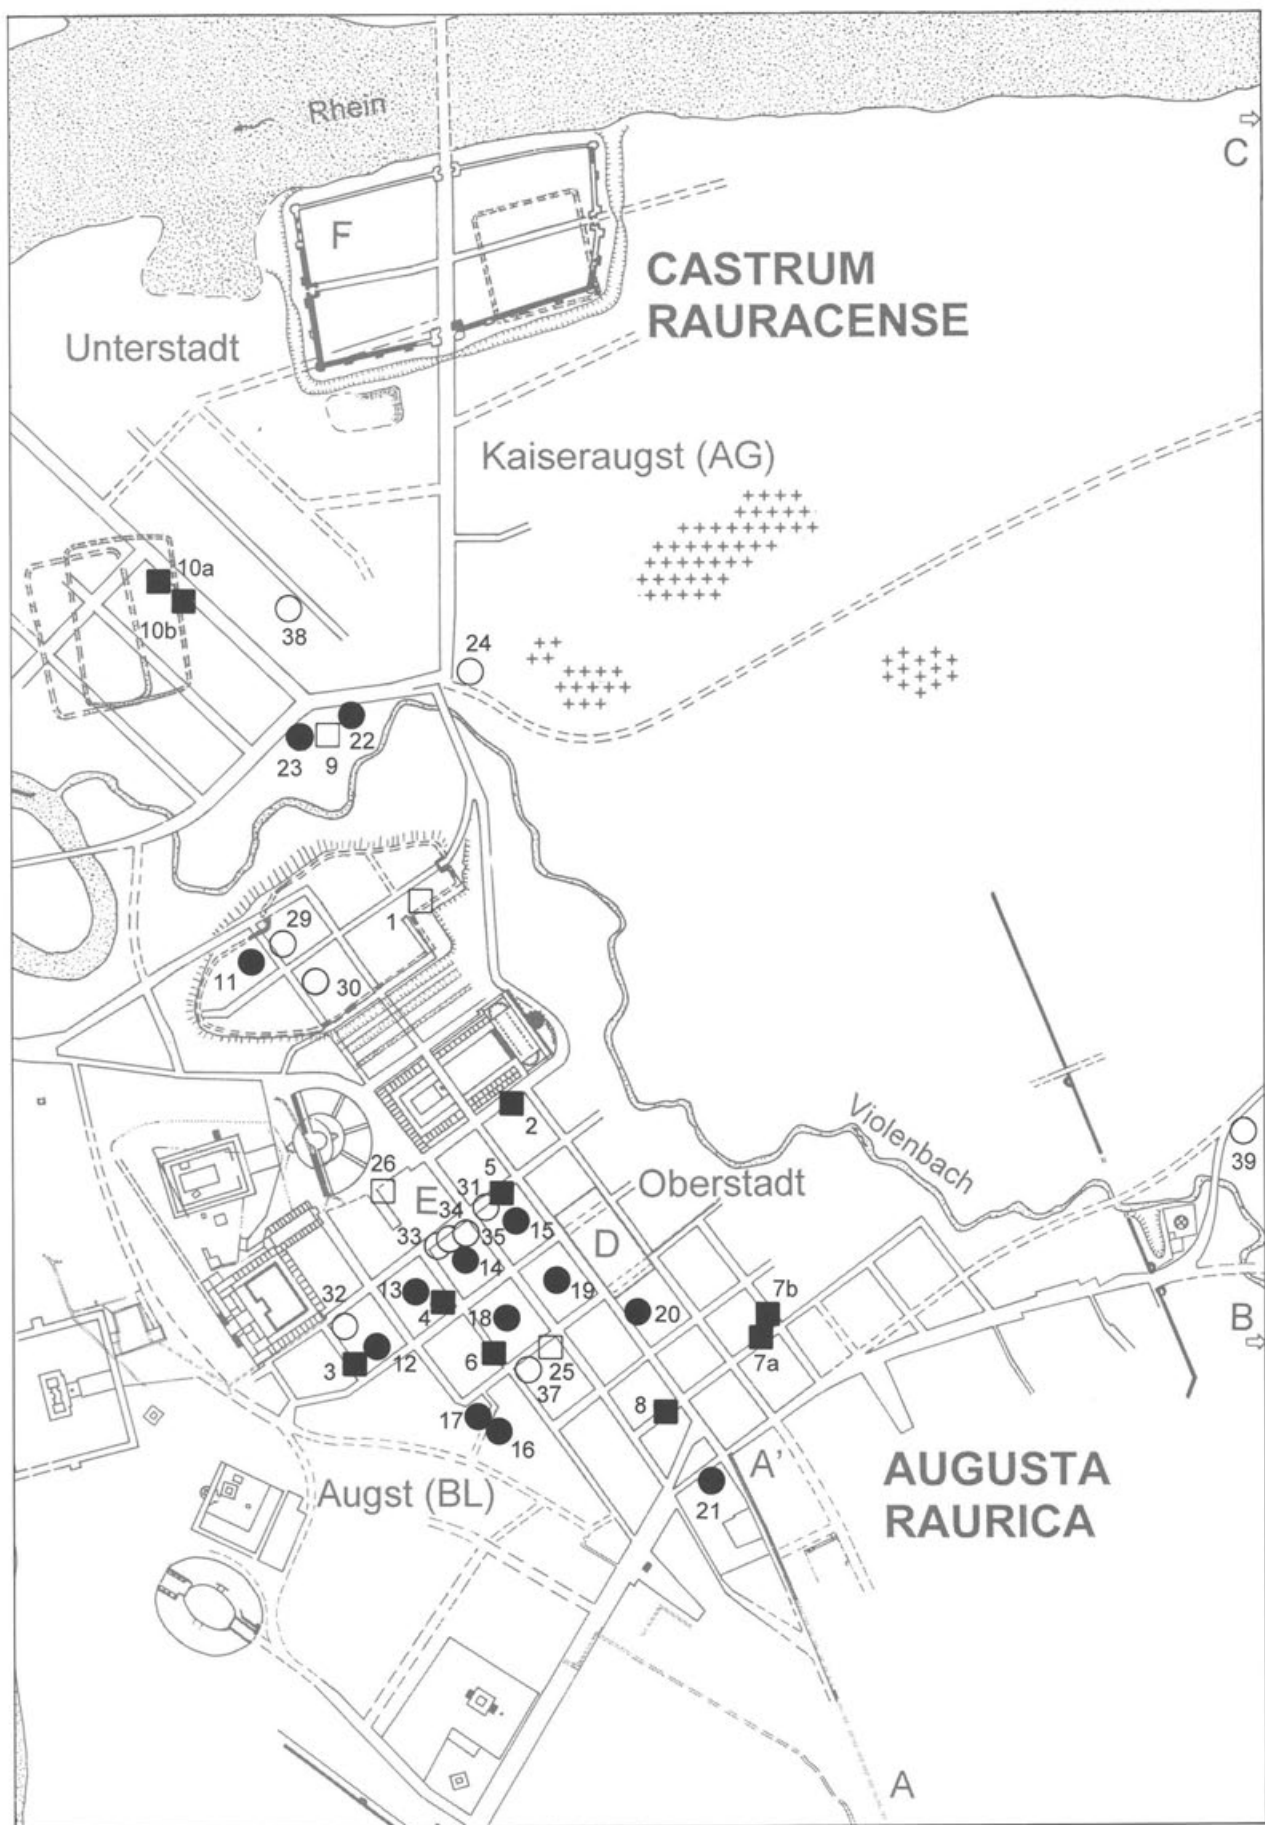 Rhein
C
F
CASTRUM
RAURACENSE
Unterstadt
Kaiseraugst (AG)
10a
10b
38
24
22
23
9
1
29
11
30
2
Violenbach
39
26
5
31
Oberstadt
E
34
15
33
35
D
14
13
19
32
4
18
20
7b
B
12
6
25
7a
3
37
8
17
16
A'
AUGUSTA
RAURICA
Augst (BL)
21
A